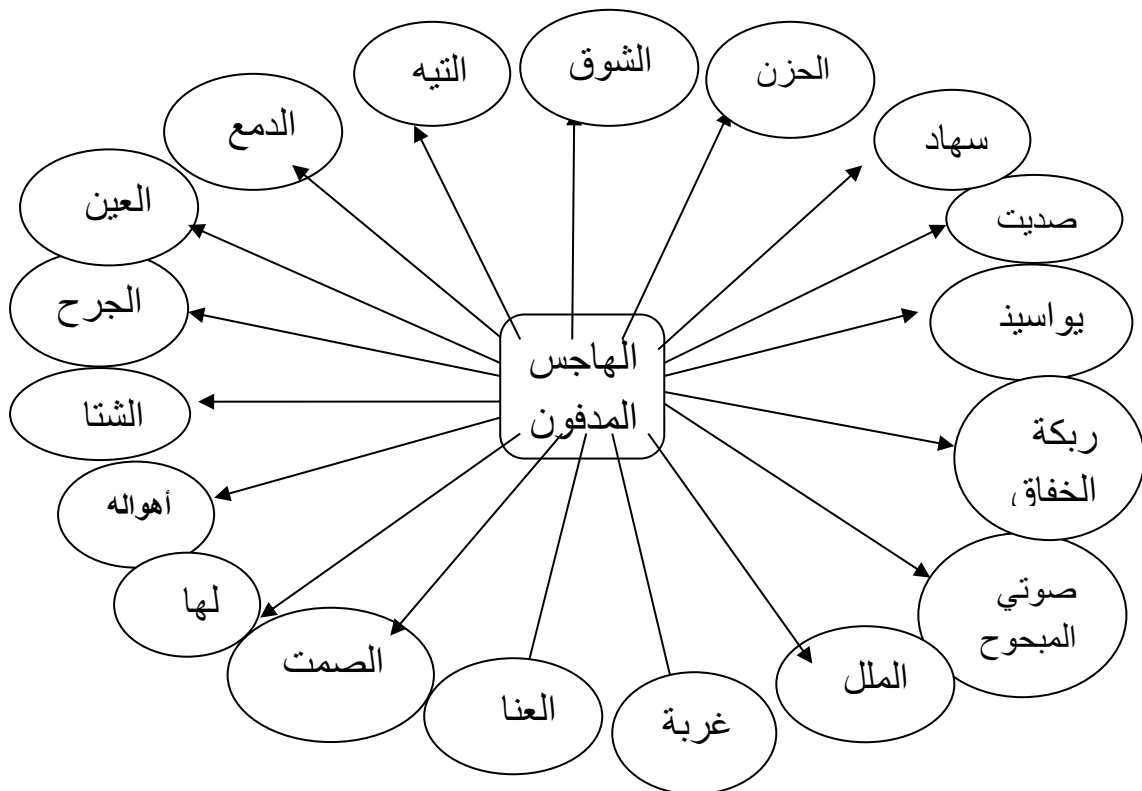 الحزن
الشوق
التيه
الدمع
العين
الجرح
الشتا
أهواله
لها
الصمت
العنا
غربة
الملل
صوتي
المبحوح
ربكة
الخفاق
يواسيذ
صديت
سهاد
الهاجس
المدفون